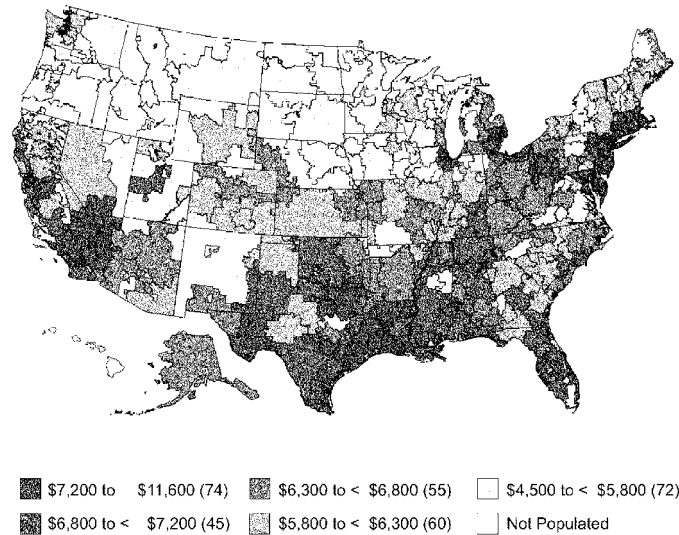 $7,200 to $11,600 (74) $6,300 to < $6,800 (55) $4,500 to < $5,800 (72)
$6,800 to < $7,200 (45) $5,800 to < $6,300 (60) Not Populated